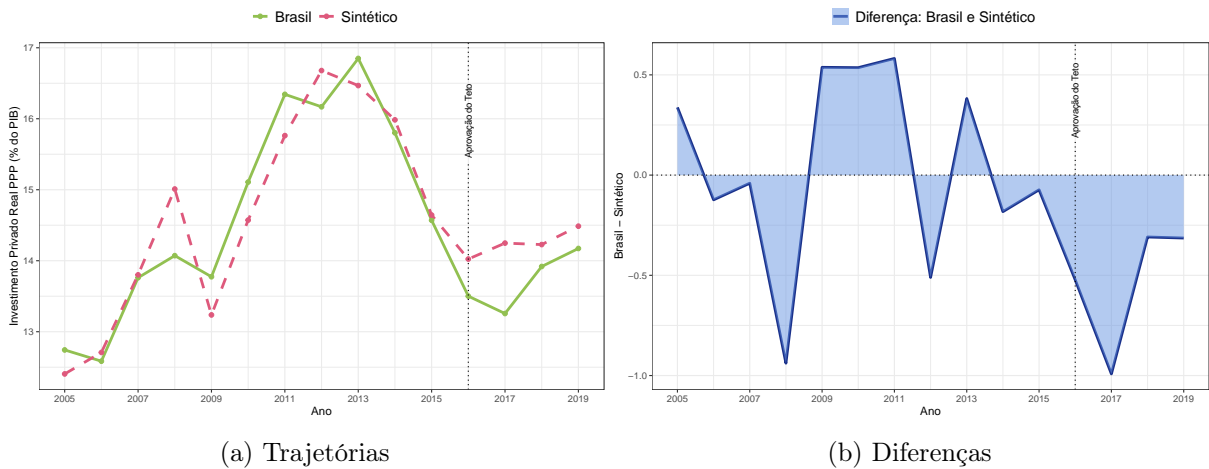 Brasil Sintético
Investimento Privado Real PPP (% do PIB)
17
16
15
14
13
Aprovação do Teto
2005 2007 2009 2011 2013 2015 2017 2019
Ano
(a) Trajetórias
Diferença: Brasil e Sintético
Brasil − Sintético
0.5
0.0
−0.5
−1.0
Aprovação do Teto
2005 2007 2009 2011 2013 2015 2017 2019
Ano
(b) Diferenças